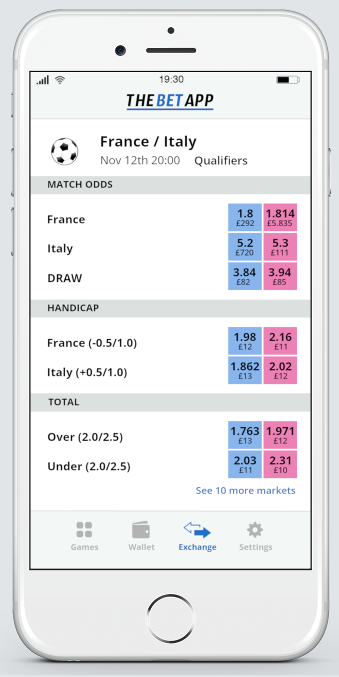 19:30
THE BET APP
France / Italy
Nov 12th 20:00 Qualifiers
MATCH ODDS
France 1.8 1.814
£292 £5.835
Italy 5.2 5.3
£720 £111
DRAW 3.84 3.94
£82 £85
HANDICAP
France (-0.5/1.0) 1.98 2.16
£12 £11
Italy (+0.5/1.0) 1.862 2.02
£13 £12
TOTAL
Over (2.0/2.5) 1.763 1.971
£13 £12
Under (2.0/2.5) 2.03 2.31
£11 £10
See 10 more markets
Games Wallet Exchange Settings